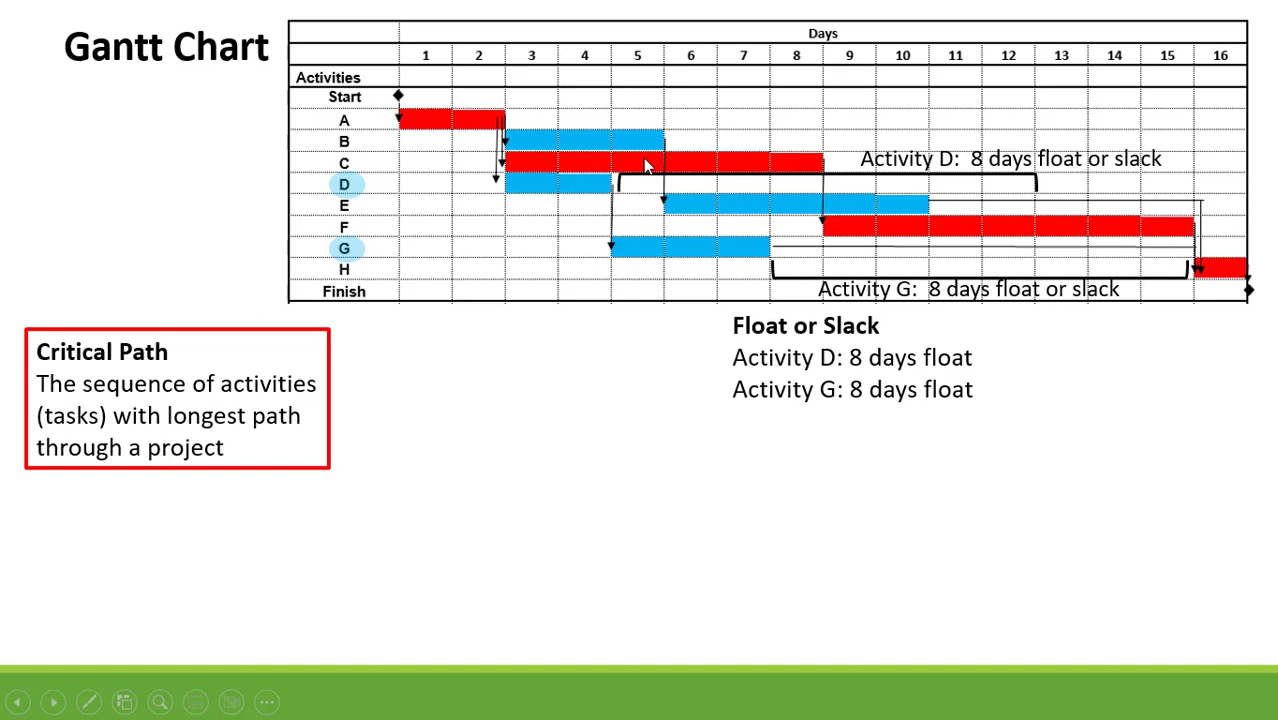 Gantt Chart
Days
1 2 3 4 5 6 7 8 9 10 11 12 13 14 15 16
Activities
Start
A
B
C
Activity D: 8 days float or slack
D
E
F
G
H
Activity G: 8 days float or slack
Finish
Critical Path
The sequence of activities
(tasks) with longest path
through a project
Float or Slack
Activity D: 8 days float
Activity G: 8 days float